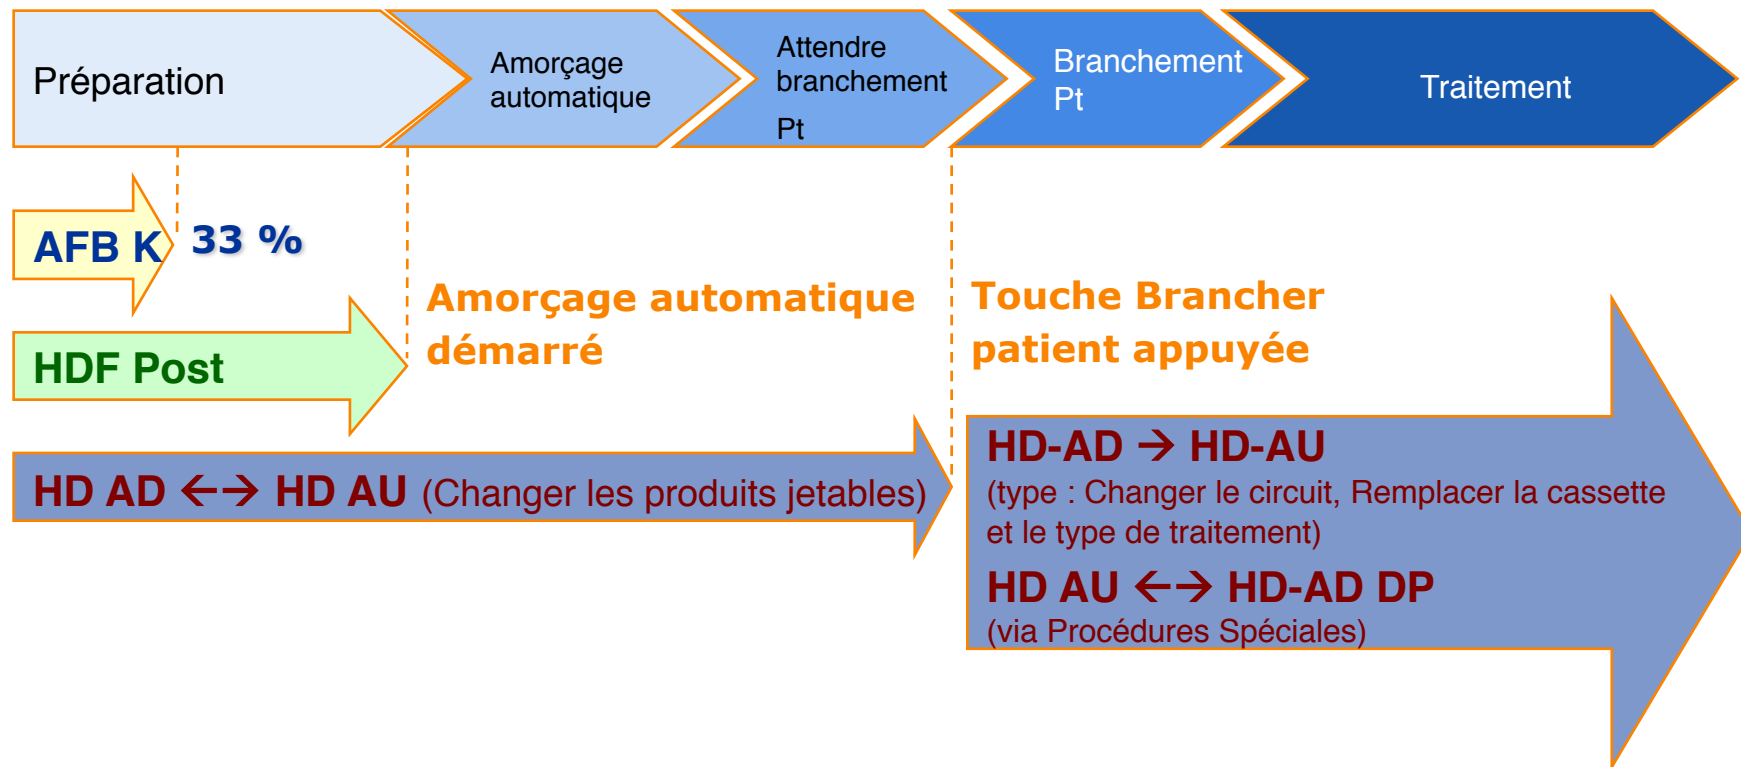 Préparation
Amorçage
automatique
Attendre
branchement
Pt
Branchement
Pt
Traitement
AFB K
33 %
Amorçage automatique
démarré
Touche Brancher
patient appuyée
HDF Post
HD AD ←→ HD AU (Changer les produits jetables)
HD-AD → HD-AU
(type : Changer le circuit, Remplacer la cassette
et le type de traitement)
HD AU ←→ HD-AD DP
(via Procédures Spéciales)